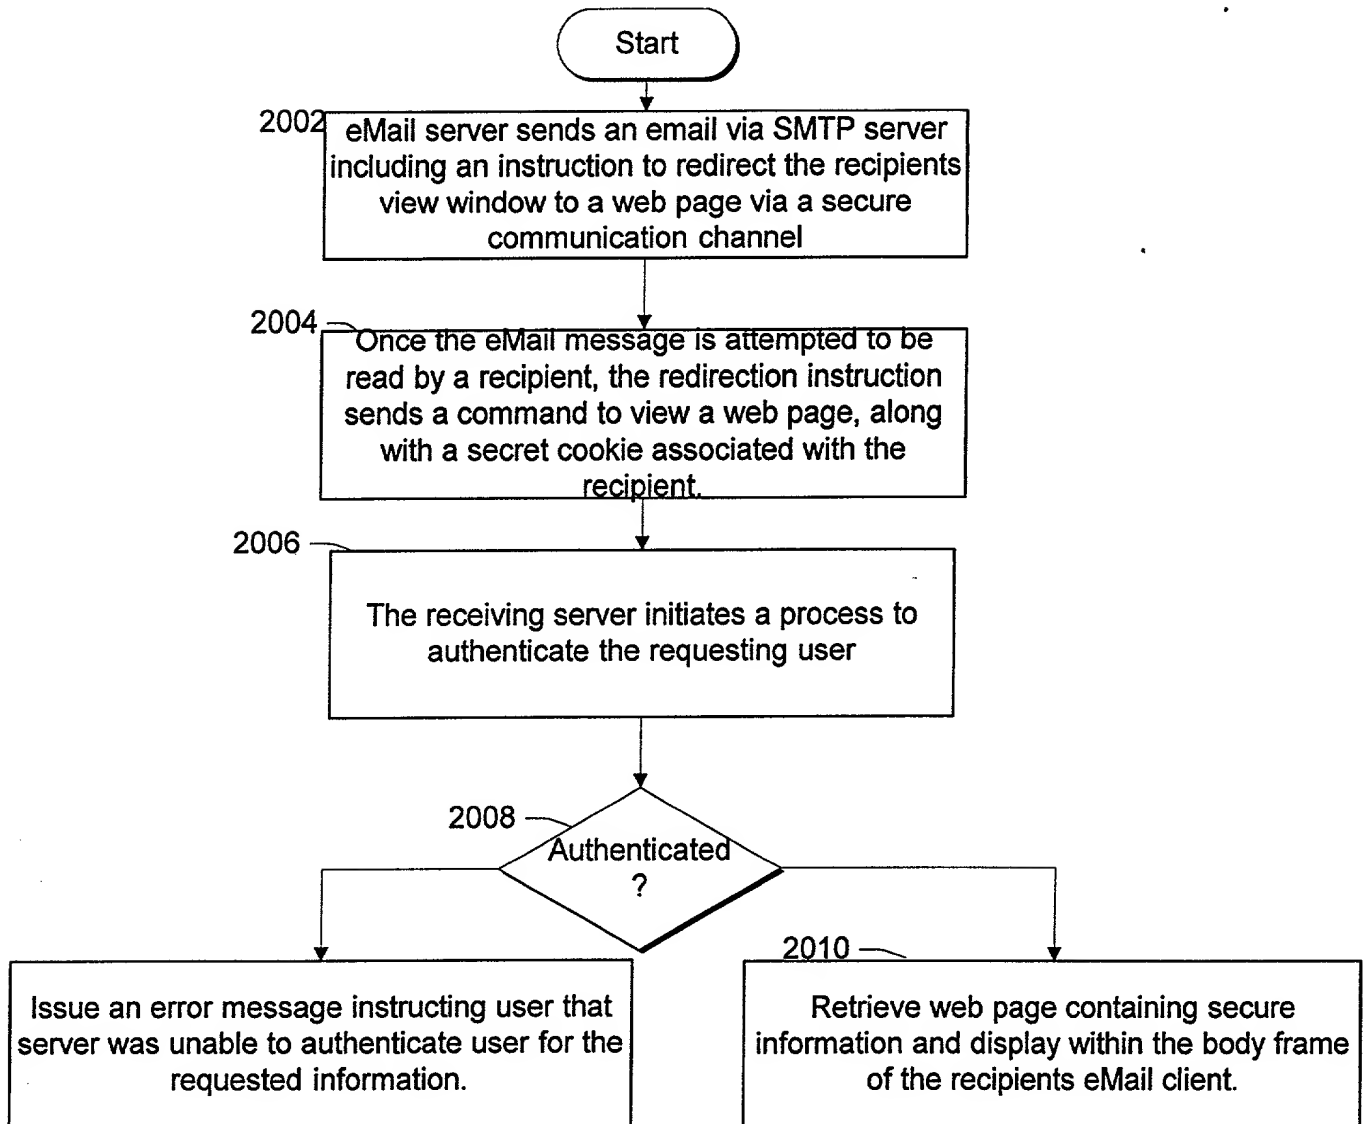 Start
2002
eMail server sends an email via SMTP server
including an instruction to redirect the recipients
view window to a web page via a secure
communication channel
2004
Once the eMail message is attempted to be
read by a recipient, the redirection instruction
sends a command to view a web page, along
with a secret cookie associated with the
recipient.
2006
The receiving server initiates a process to
authenticate the requesting user
2008
Authenticated
?
Issue an error message instructing user that
server was unable to authenticate user for the
requested information.
2010
Retrieve web page containing secure
information and display within the body frame
of the recipients eMail client.